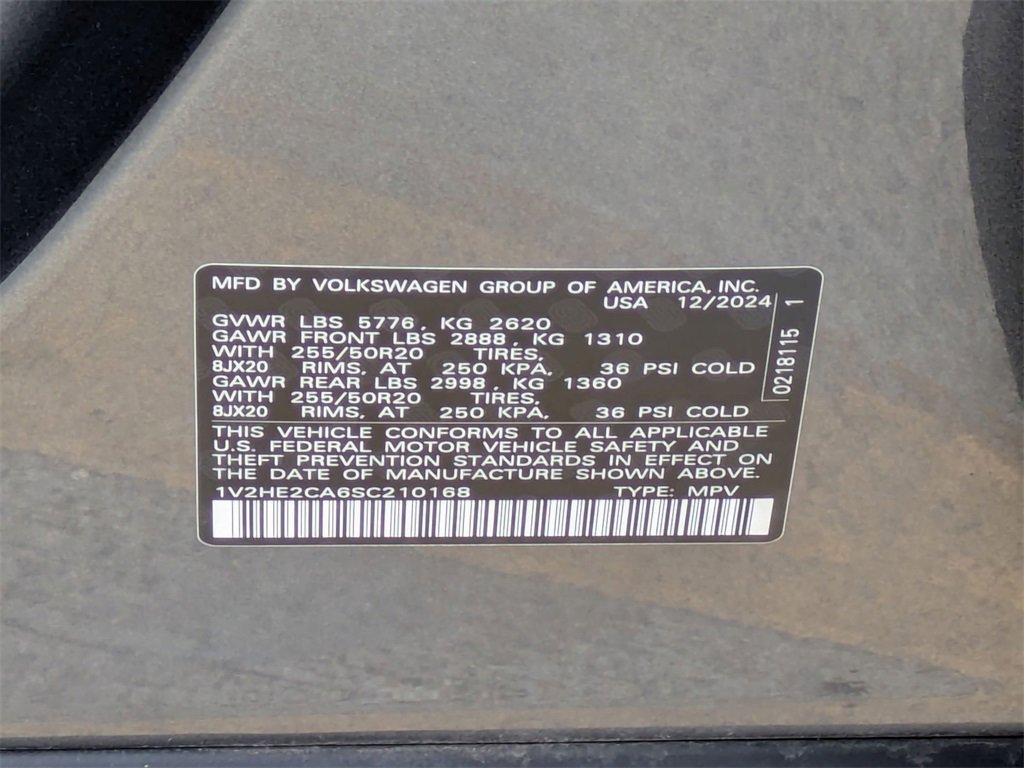 MFD BY VOLKSWAGEN GROUP OF AMERICA, INC.
USA 12/2024
GVWR LBS 5776, KG 2620
GAWR FRONT LBS 2888, KG 1310
WITH 255/50R20 TIRES,
8JX20 RIMS, AT 250 KPA, 36 PSI COLD
GAWR REAR LBS 2998, KG 1360
WITH 255/50R20 TIRES,
8JX20 RIMS, AT 250 KPA, 36 PSI COLD
THIS VEHICLE CONFORMS TO ALL APPLICABLE
U.S. FEDERAL MOTOR VEHICLE SAFETY AND
THEFT PREVENTION STANDARDS IN EFFECT ON
THE DATE OF MANUFACTURE SHOWN ABOVE.
1V2HE2CA6SC210168 TYPE: MPV
0218115 1